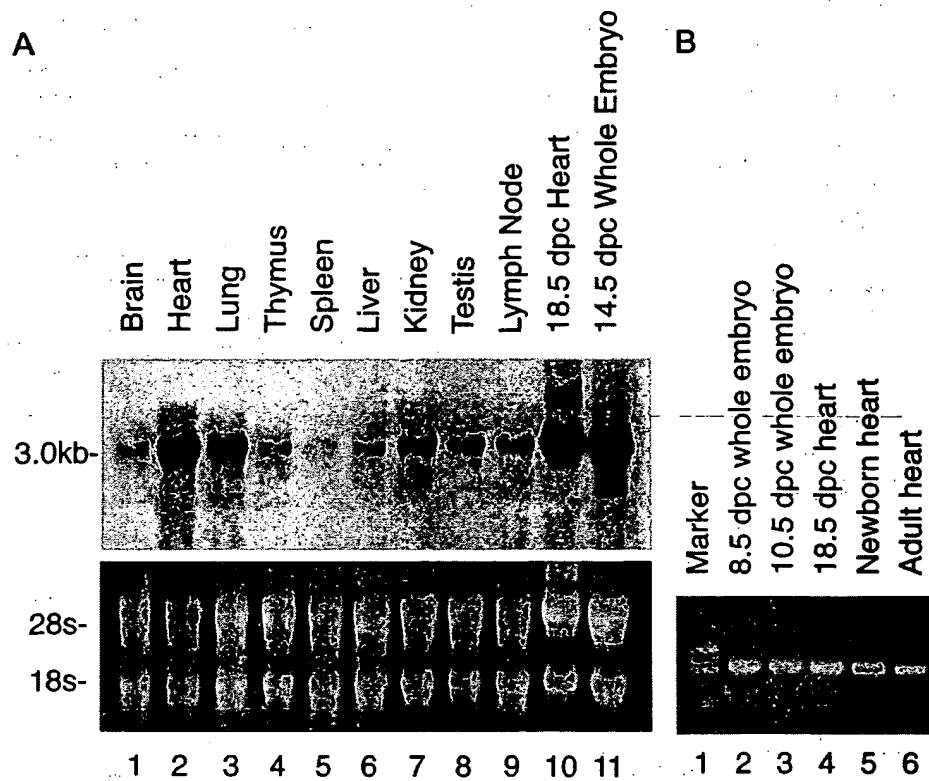 A
B
Brain
Heart
Lung
Thymus
Spleen
Liver
Kidney
Testis
Lymph Node
18.5 dpc Heart
14.5 dpc Whole Embryo
3.0kb-
28s-
18s-
1 2 3 4 5 6 7 8 9 10 11
Marker
8.5 dpc whole embryo
10.5 dpc whole embryo
18.5 dpc heart
Newborn heart
Adult heart
1 2 3 4 5 6